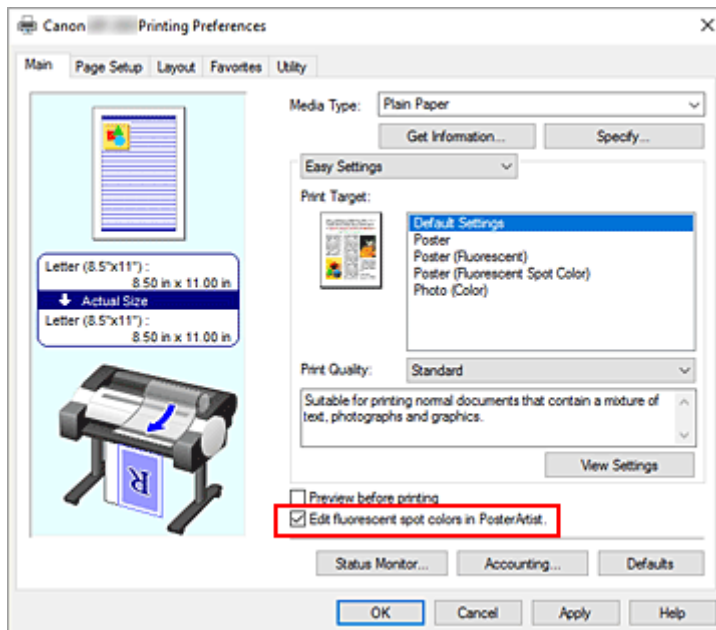 Canon Printing Preferences
Main Page Setup Layout Favorites Utility
Media Type: Plain Paper
Get Information... Specify...
Easy Settings
Print Target:
Default Settings
Poster
Poster (Fluorescent)
Poster (Fluorescent Spot Color)
Photo (Color)
Letter (8.5"x11") :
8.50 in x 11.00 in
Actual Size
Letter (8.5"x11") :
8.50 in x 11.00 in
Print Quality: Standard
Suitable for printing normal documents that contain a mixture of
text, photographs and graphics.
View Settings
Preview before printing
Edit fluorescent spot colors in PosterArtist.
Status Monitor... Accounting... Defaults
OK Cancel Apply Help
R